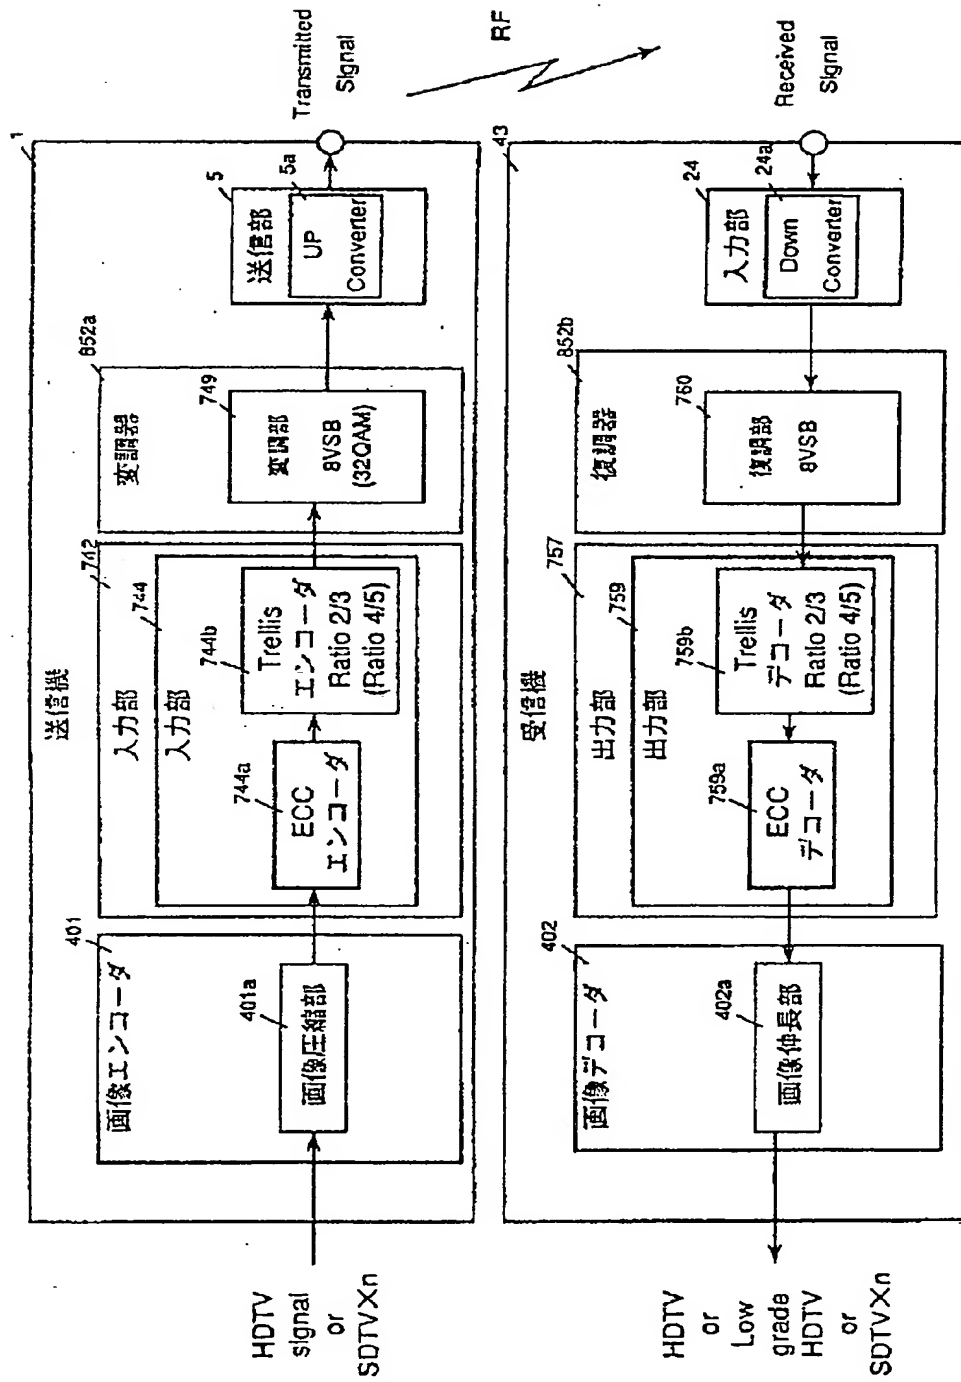 1
送信機
HDTV
signal
or
SDTV×n
401
画像エンコーダ
401a
画像圧縮部
742
入力部
744
入力部
744a
ECC
エンコーダ
744b
Trellis
エンコーダ
Ratio 2/3
(Ratio 4/5)
852a
変調器
749
変調部
8VSB
(32QAM)
5
送信部
5a
UP
Converter
Transmitted
Signal
RF
43
受信機
HDTV
or
Low
grade
HDTV
or
SDTV×n
402
画像デコーダ
402a
画像伸長部
757
出力部
759
出力部
759a
ECC
デコーダ
759b
Trellis
デコーダ
Ratio 2/3
(Ratio 4/5)
852b
復調器
760
復調部
8VSB
24
入力部
24a
Down
Converter
Received
Signal